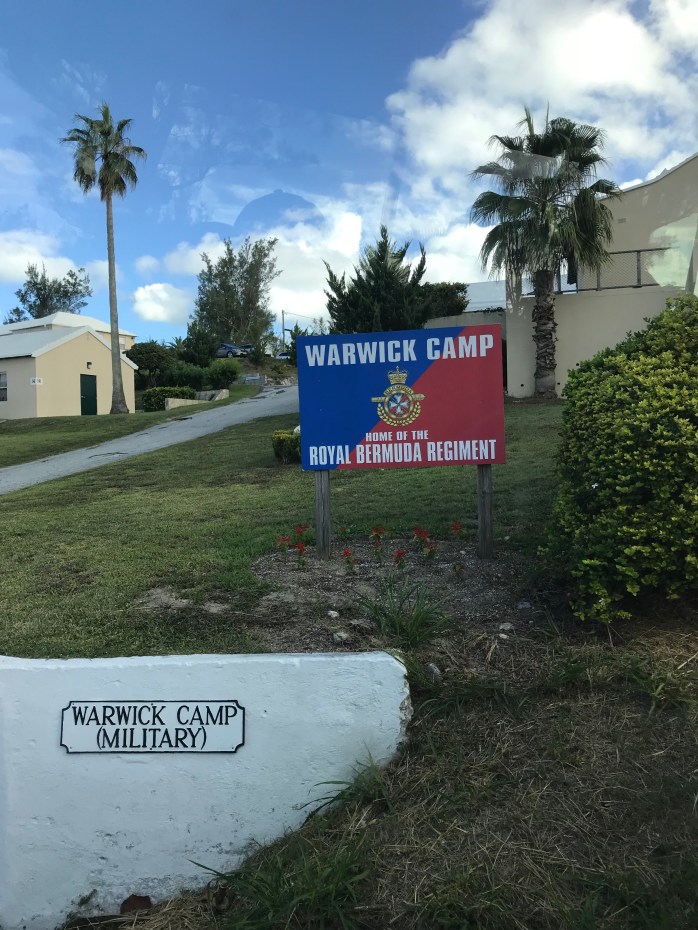 WARWICK CAMP
HOME OF THE
ROYAL BERMUDA REGIMENT
WARWICK CAMP
(MILITARY)